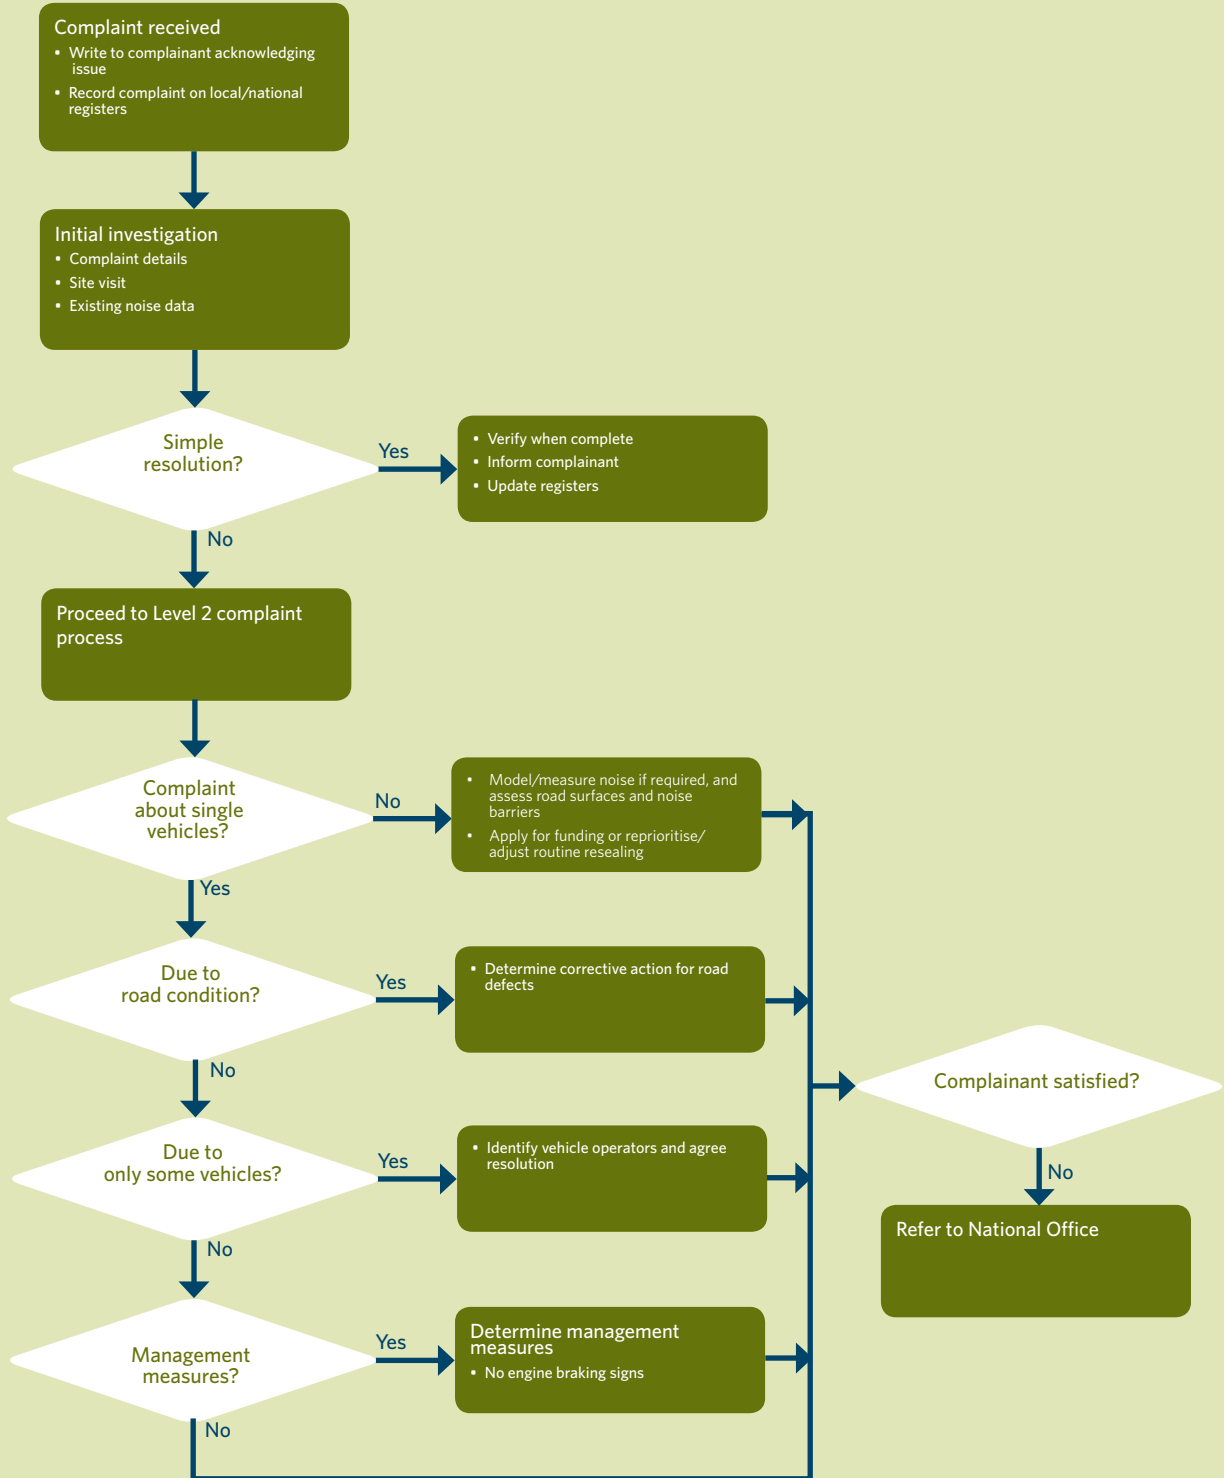 Complaint received
• Write to complainant acknowledging
issue
• Record complaint on local/national
registers
Initial investigation
• Complaint details
• Site visit
• Existing noise data
Simple
resolution?
Yes
• Verify when complete
• Inform complainant
• Update registers
No
Proceed to Level 2 complaint
process
Complaint
about single
vehicles?
No
• Model/measure noise if required, and
assess road surfaces and noise
barriers
• Apply for funding or reprioritise/
adjust routine resealing
Yes
Due to
road condition?
Yes
• Determine corrective action for road
defects
No
Due to
only some vehicles?
Yes
• Identify vehicle operators and agree
resolution
No
Management
measures?
Yes
Determine management
measures
• No engine braking signs
No
Complainant satisfied?
No
Refer to National Office